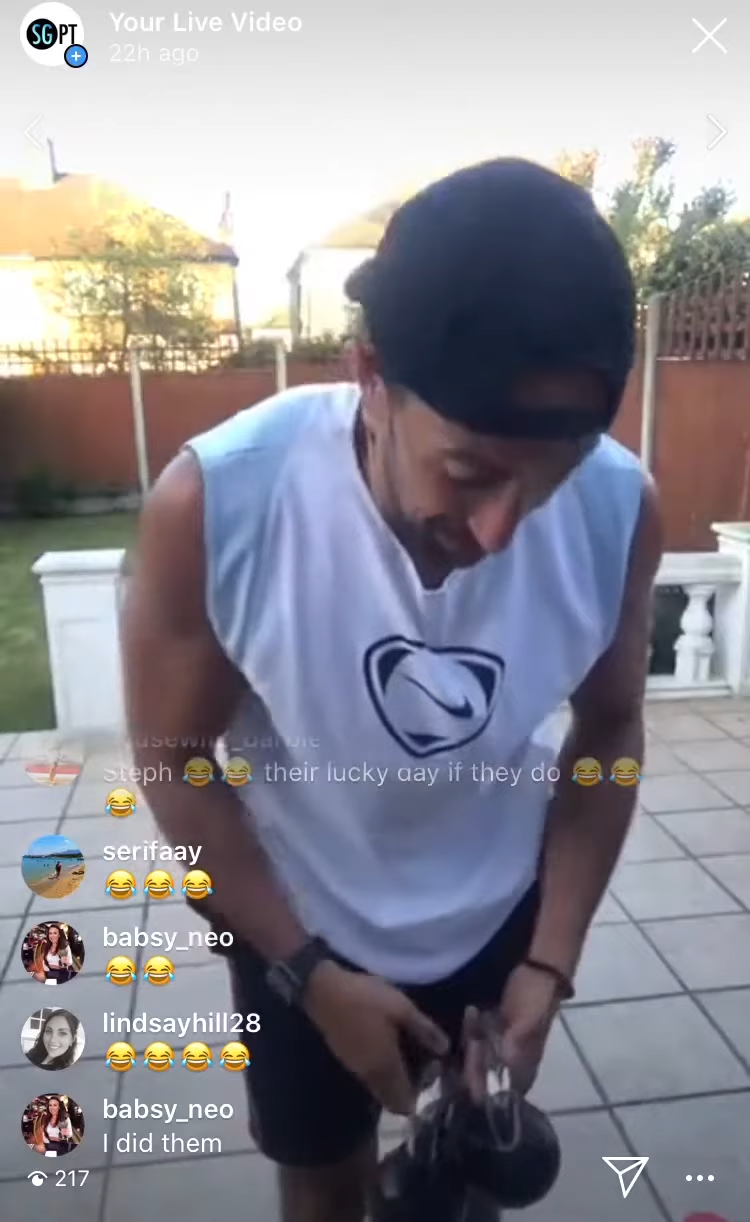 SGPT
Your Live Video
22h ago
Steph 😂😂 their lucky day if they do 😂😂
😂
serifaay
😂😂😂
babsy_neo
😂😂
lindsayhill28
😂😂😂😂
babsy_neo
I did them
217